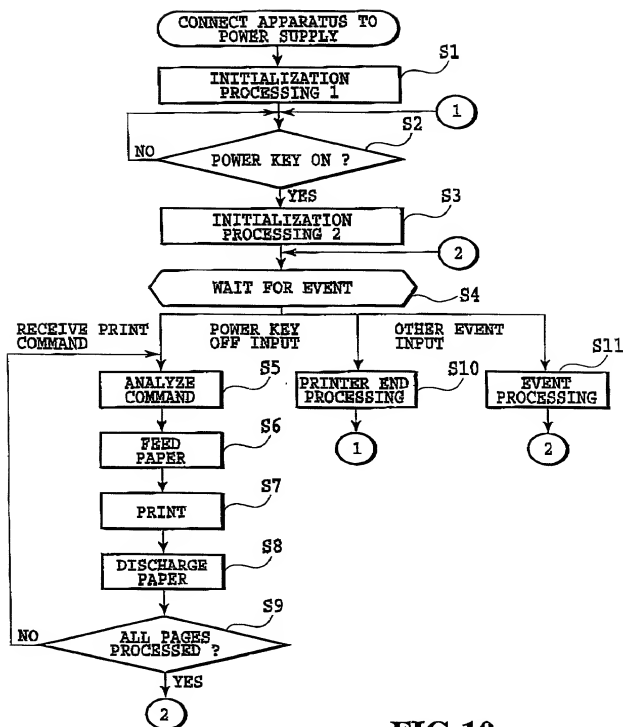 CONNECT APPARATUS TO
POWER SUPPLY
S1
INITIALIZATION
PROCESSING 1
1
S2
NO
POWER KEY ON ?
YES
S3
INITIALIZATION
PROCESSING 2
2
WAIT FOR EVENT
S4
RECEIVE PRINT
COMMAND
POWER KEY
OFF INPUT
OTHER EVENT
INPUT
S5
ANALYZE
COMMAND
S10
PRINTER END
PROCESSING
S11
EVENT
PROCESSING
1
2
S6
FEED
PAPER
S7
PRINT
S8
DISCHARGE
PAPER
S9
NO
ALL PAGES
PROCESSED ?
YES
2
FIG.10